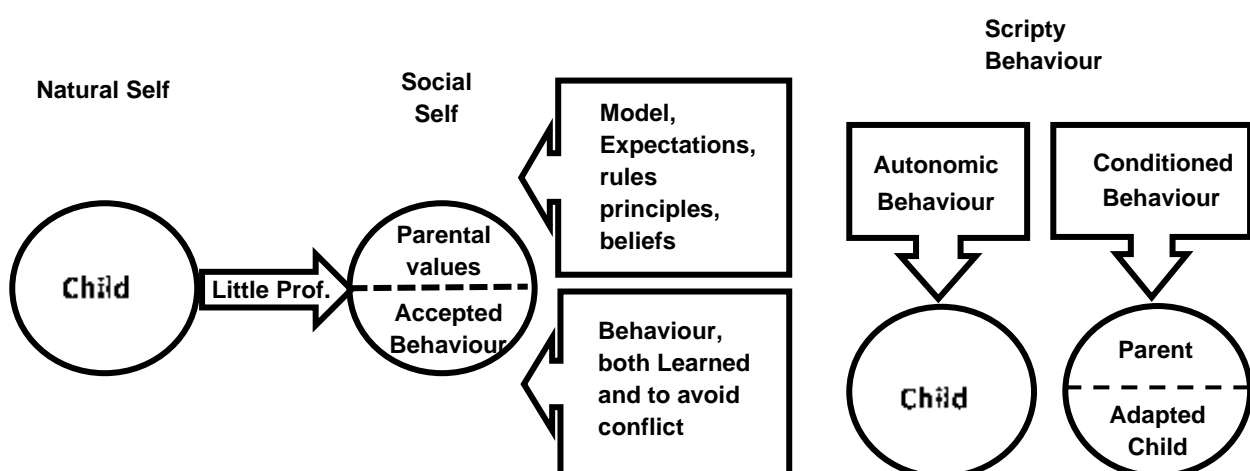 Natural Self
Child
Little Prof.
Social
Self
Parental
values
Accepted
Behaviour
Model,
Expectations,
rules
principles,
beliefs
Behaviour,
both Learned
and to avoid
conflict
Scripty
Behaviour
Autonomic
Behaviour
Child
Conditioned
Behaviour
Parent
Adapted
Child